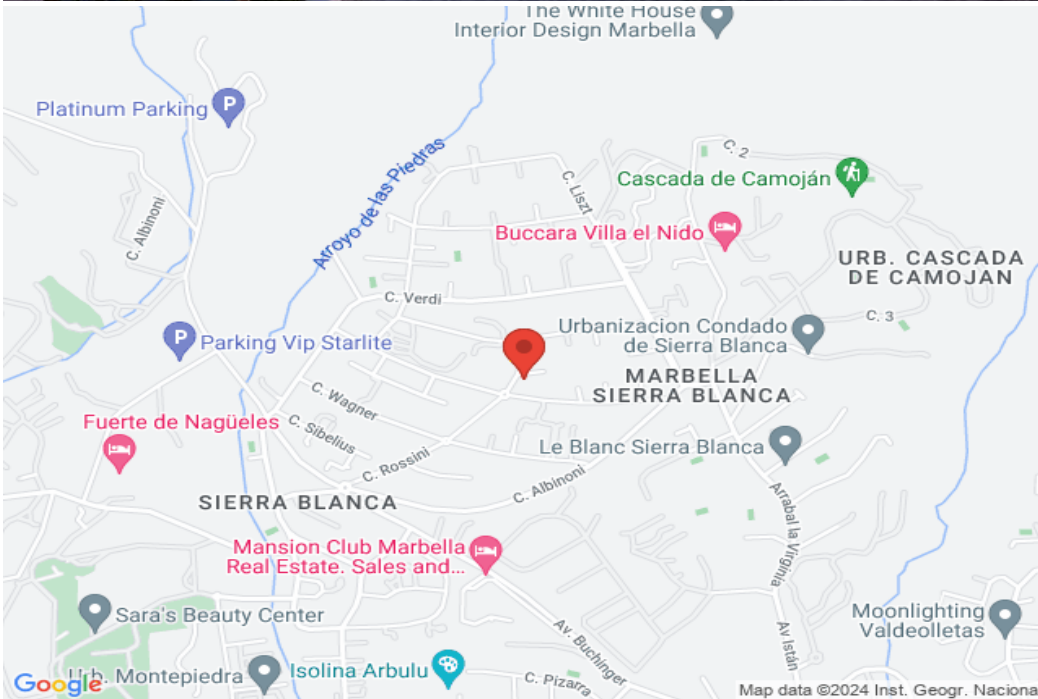 The White House
Interior Design Marbella
Platinum Parking
P
C. 2
Arroyo de las Piedras
C. Liszt
Cascada de Camoján
C. Albinoni
Buccara Villa el Nido
URB. CASCADA
DE CAMOJAN
C. Verdi
C. 3
P
Parking Vip Starlite
Urbanizacion Condado
de Sierra Blanca
MARBELLA
SIERRA BLANCA
C. Wagner
Fuerte de Nagüeles
C. Sibelius
Le Blanc Sierra Blanca
C. Rossini
C. Albinoni
SIERRA BLANCA
Arrabal la Virginia
Mansion Club Marbella
Real Estate. Sales and...
Sara's Beauty Center
Moonlighting
Valdeolletas
Av. Buchinger
Av Istán
Urb. Montepiedra
Isolina Arbulu
C. Pizarra
Google
Map data ©2024 Inst. Geogr. Naciona